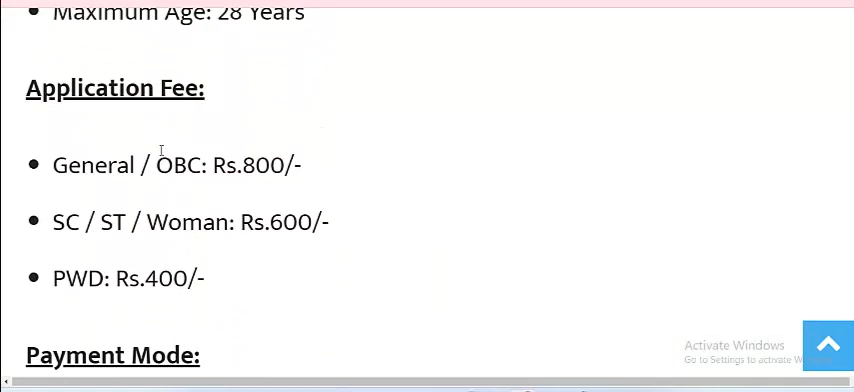 Maximum Age: 28 Years
Application Fee:
General / OBC: Rs.800/-
SC / ST / Woman: Rs.600/-
PWD: Rs.400/-
Payment Mode:
Activate Windows
Go to Settings to activate